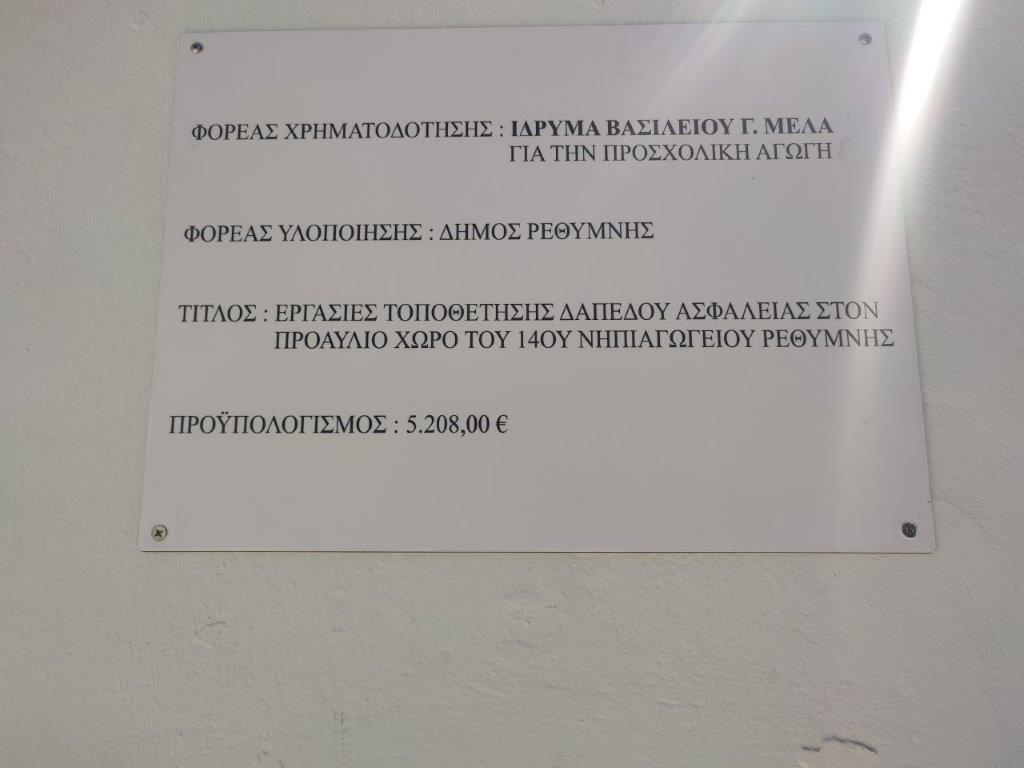 ΦΟΡΕΑΣ ΧΡΗΜΑΤΟΔΟΤΗΣΗΣ : ΙΔΡΥΜΑ ΒΑΣΙΛΕΙΟΥ Γ. ΜΕΛΑ
ΓΙΑ ΤΗΝ ΠΡΟΣΧΟΛΙΚΗ ΑΓΩΓΗ
ΦΟΡΕΑΣ ΥΛΟΠΟΙΗΣΗΣ : ΔΗΜΟΣ ΡΕΘΥΜΝΗΣ
ΤΙΤΛΟΣ : ΕΡΓΑΣΙΕΣ ΤΟΠΟΘΕΤΗΣΗΣ ΔΑΠΕΔΟΥ ΑΣΦΑΛΕΙΑΣ ΣΤΟΝ
ΠΡΟΑΥΛΙΟ ΧΩΡΟ ΤΟΥ 14ΟΥ ΝΗΠΙΑΓΩΓΕΙΟΥ ΡΕΘΥΜΝΗΣ
ΠΡΟΫΠΟΛΟΓΙΣΜΟΣ : 5.208,00 €